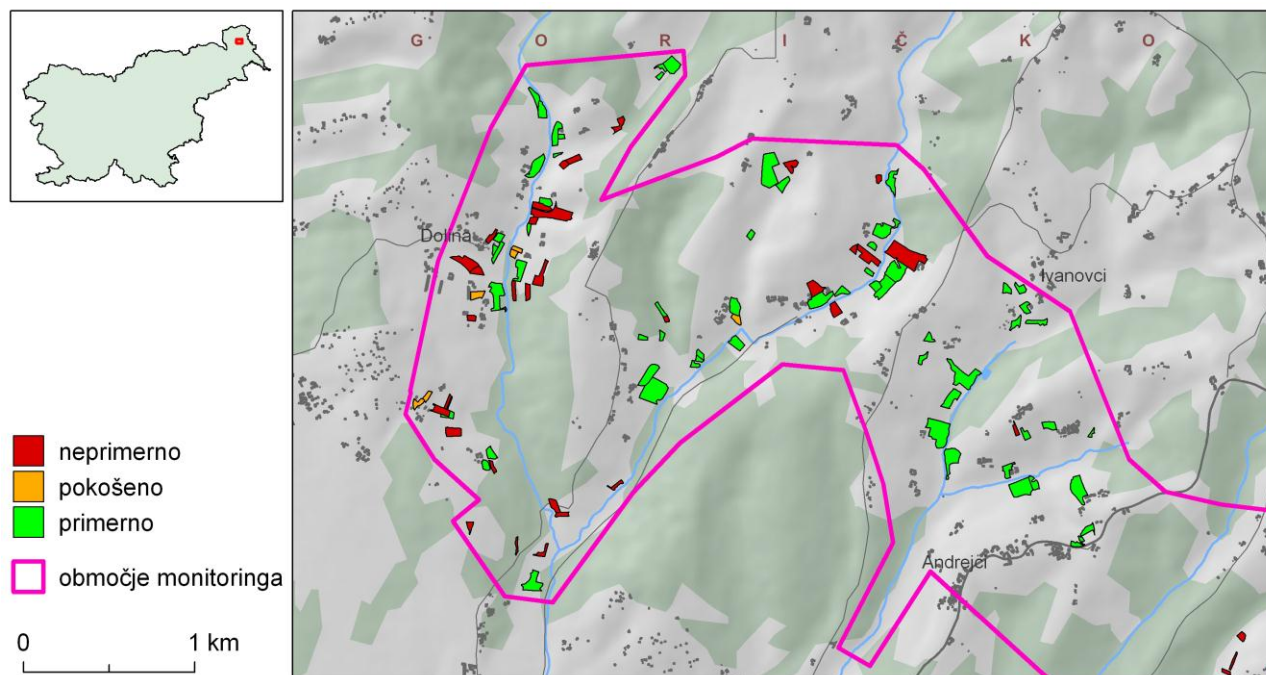 G O R I Č K O
Dolina
Ivanovci
Andrejci
neprimerno
pokošeno
primerno
območje monitoringa
0 1 km